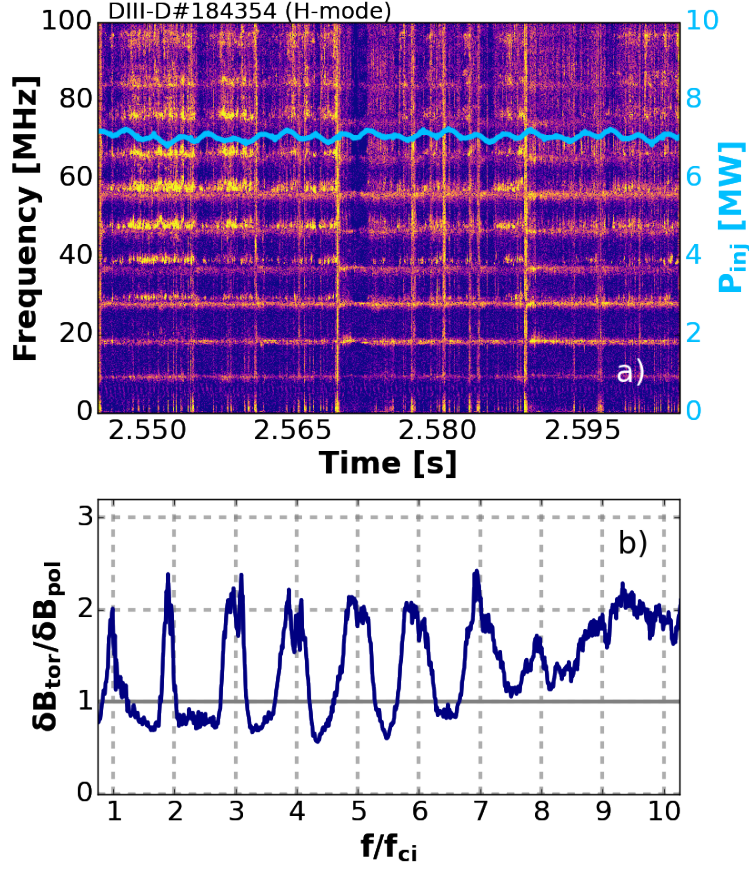 DIII-D#184354 (H-mode)
100
80
60
40
20
0
Frequency [MHz]
10
8
6
4
2
0
P_inj [MW]
a)
2.550 2.565 2.580 2.595
Time [s]
3
2
1
0
δB_tor/δB_pol
b)
1 2 3 4 5 6 7 8 9 10
f/f_ci